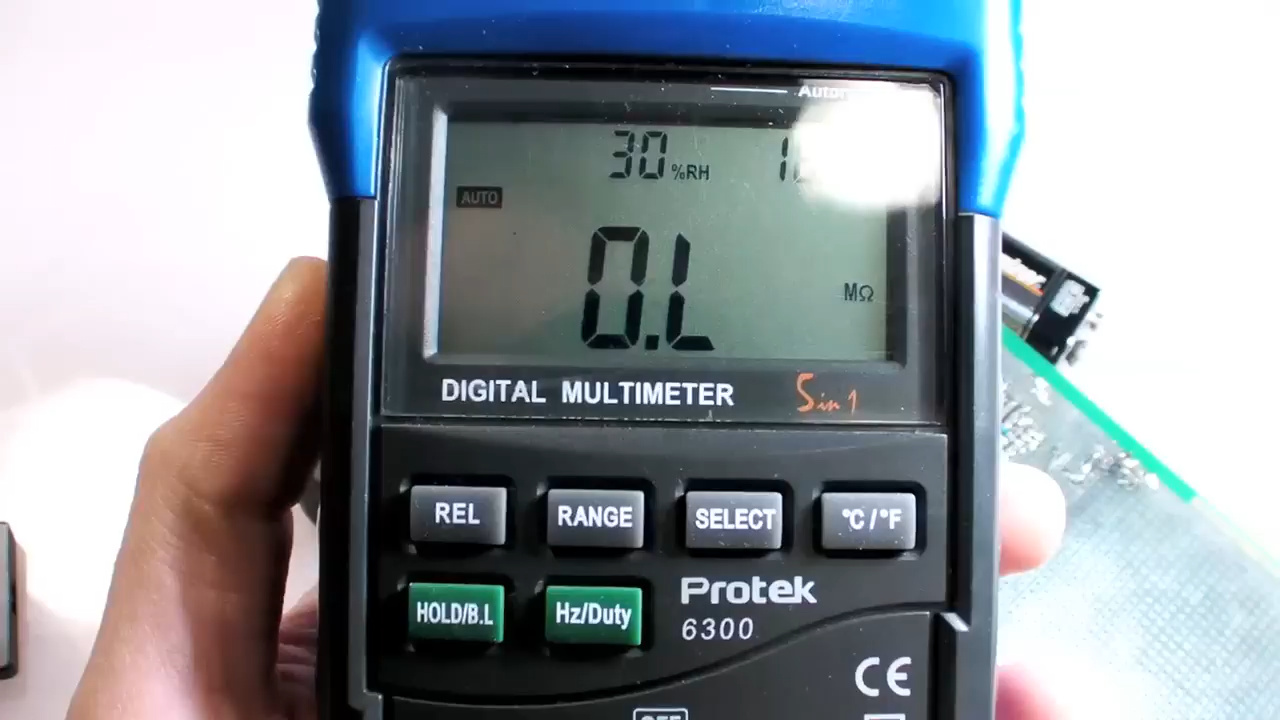 30 %RH
AUTO
0.L MΩ
DIGITAL MULTIMETER 5 in 1
REL RANGE SELECT °C/°F
HOLD/B.L Hz/Duty
Protek
6300
CE